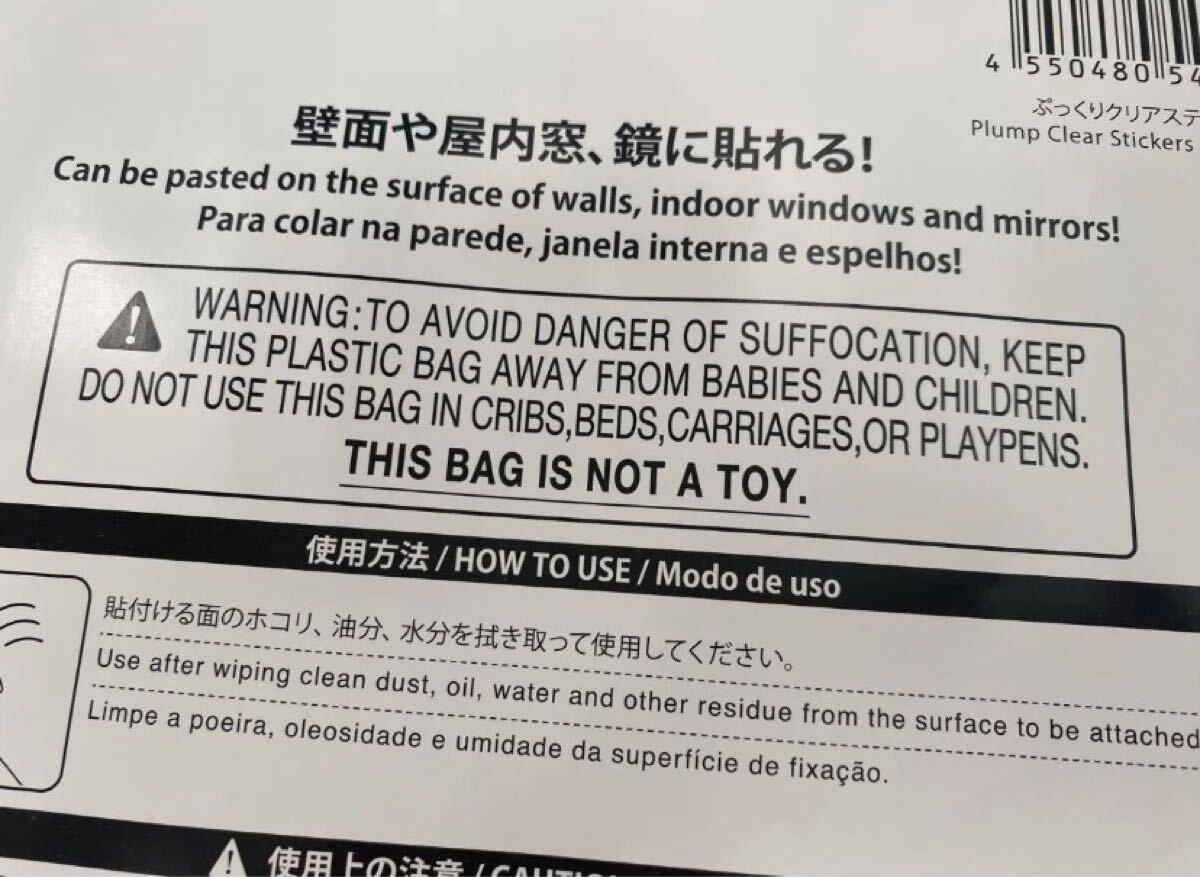 4 550480 54
ぷっくりクリアステ
Plump Clear Stickers
壁面や屋内窓、鏡に貼れる!
Can be pasted on the surface of walls, indoor windows and mirrors!
Para colar na parede, janela interna e espelhos!
WARNING:TO AVOID DANGER OF SUFFOCATION, KEEP
THIS PLASTIC BAG AWAY FROM BABIES AND CHILDREN.
DO NOT USE THIS BAG IN CRIBS,BEDS,CARRIAGES,OR PLAYPENS.
THIS BAG IS NOT A TOY.
使用方法 / HOW TO USE / Modo de uso
貼付ける面のホコリ、油分、水分を拭き取って使用してください。
Use after wiping clean dust, oil, water and other residue from the surface to be attached
Limpe a poeira, oleosidade e umidade da superfície de fixação.
使用上の注意 / CAUTION